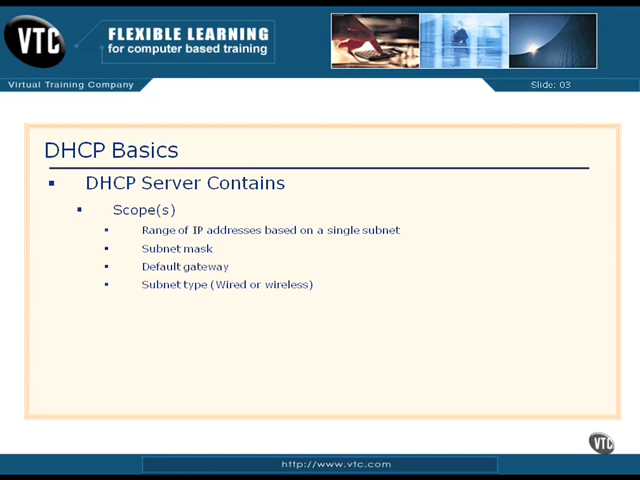 VTC
FLEXIBLE LEARNING
for computer based training
Virtual Training Company
Slide: 03
DHCP Basics
DHCP Server Contains
Scope(s)
Range of IP addresses based on a single subnet
Subnet mask
Default gateway
Subnet type (Wired or wireless)
VTC
http://www.vtc.com